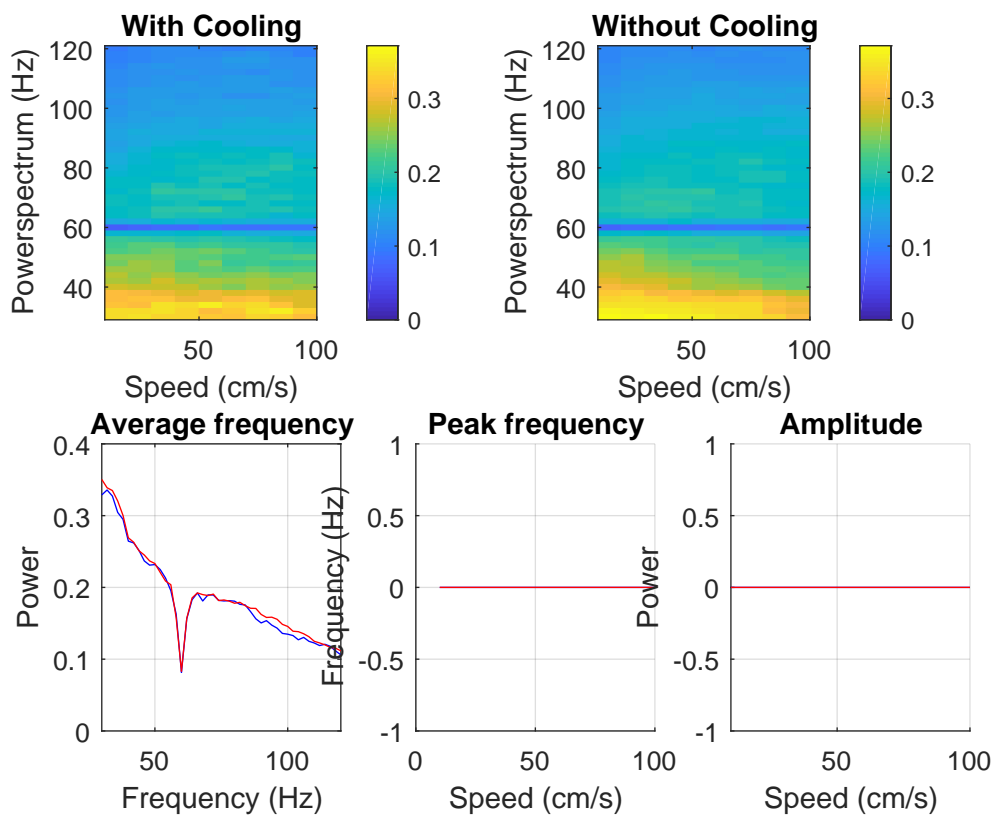 With Cooling
Without Cooling
Powerspectrum (Hz)
120
100
80
60
40
50
100
Speed (cm/s)
0.3
0.2
0.1
0
Powerspectrum (Hz)
120
100
80
60
40
50
100
Speed (cm/s)
0.3
0.2
0.1
0
Average frequency
Power
0.4
0.3
0.2
0.1
0
50
100
Frequency (Hz)
Peak frequency
Frequency (Hz)
1
0.5
0
-0.5
-1
0
50
100
Speed (cm/s)
Amplitude
Power
1
0.5
0
-0.5
-1
50
100
Speed (cm/s)